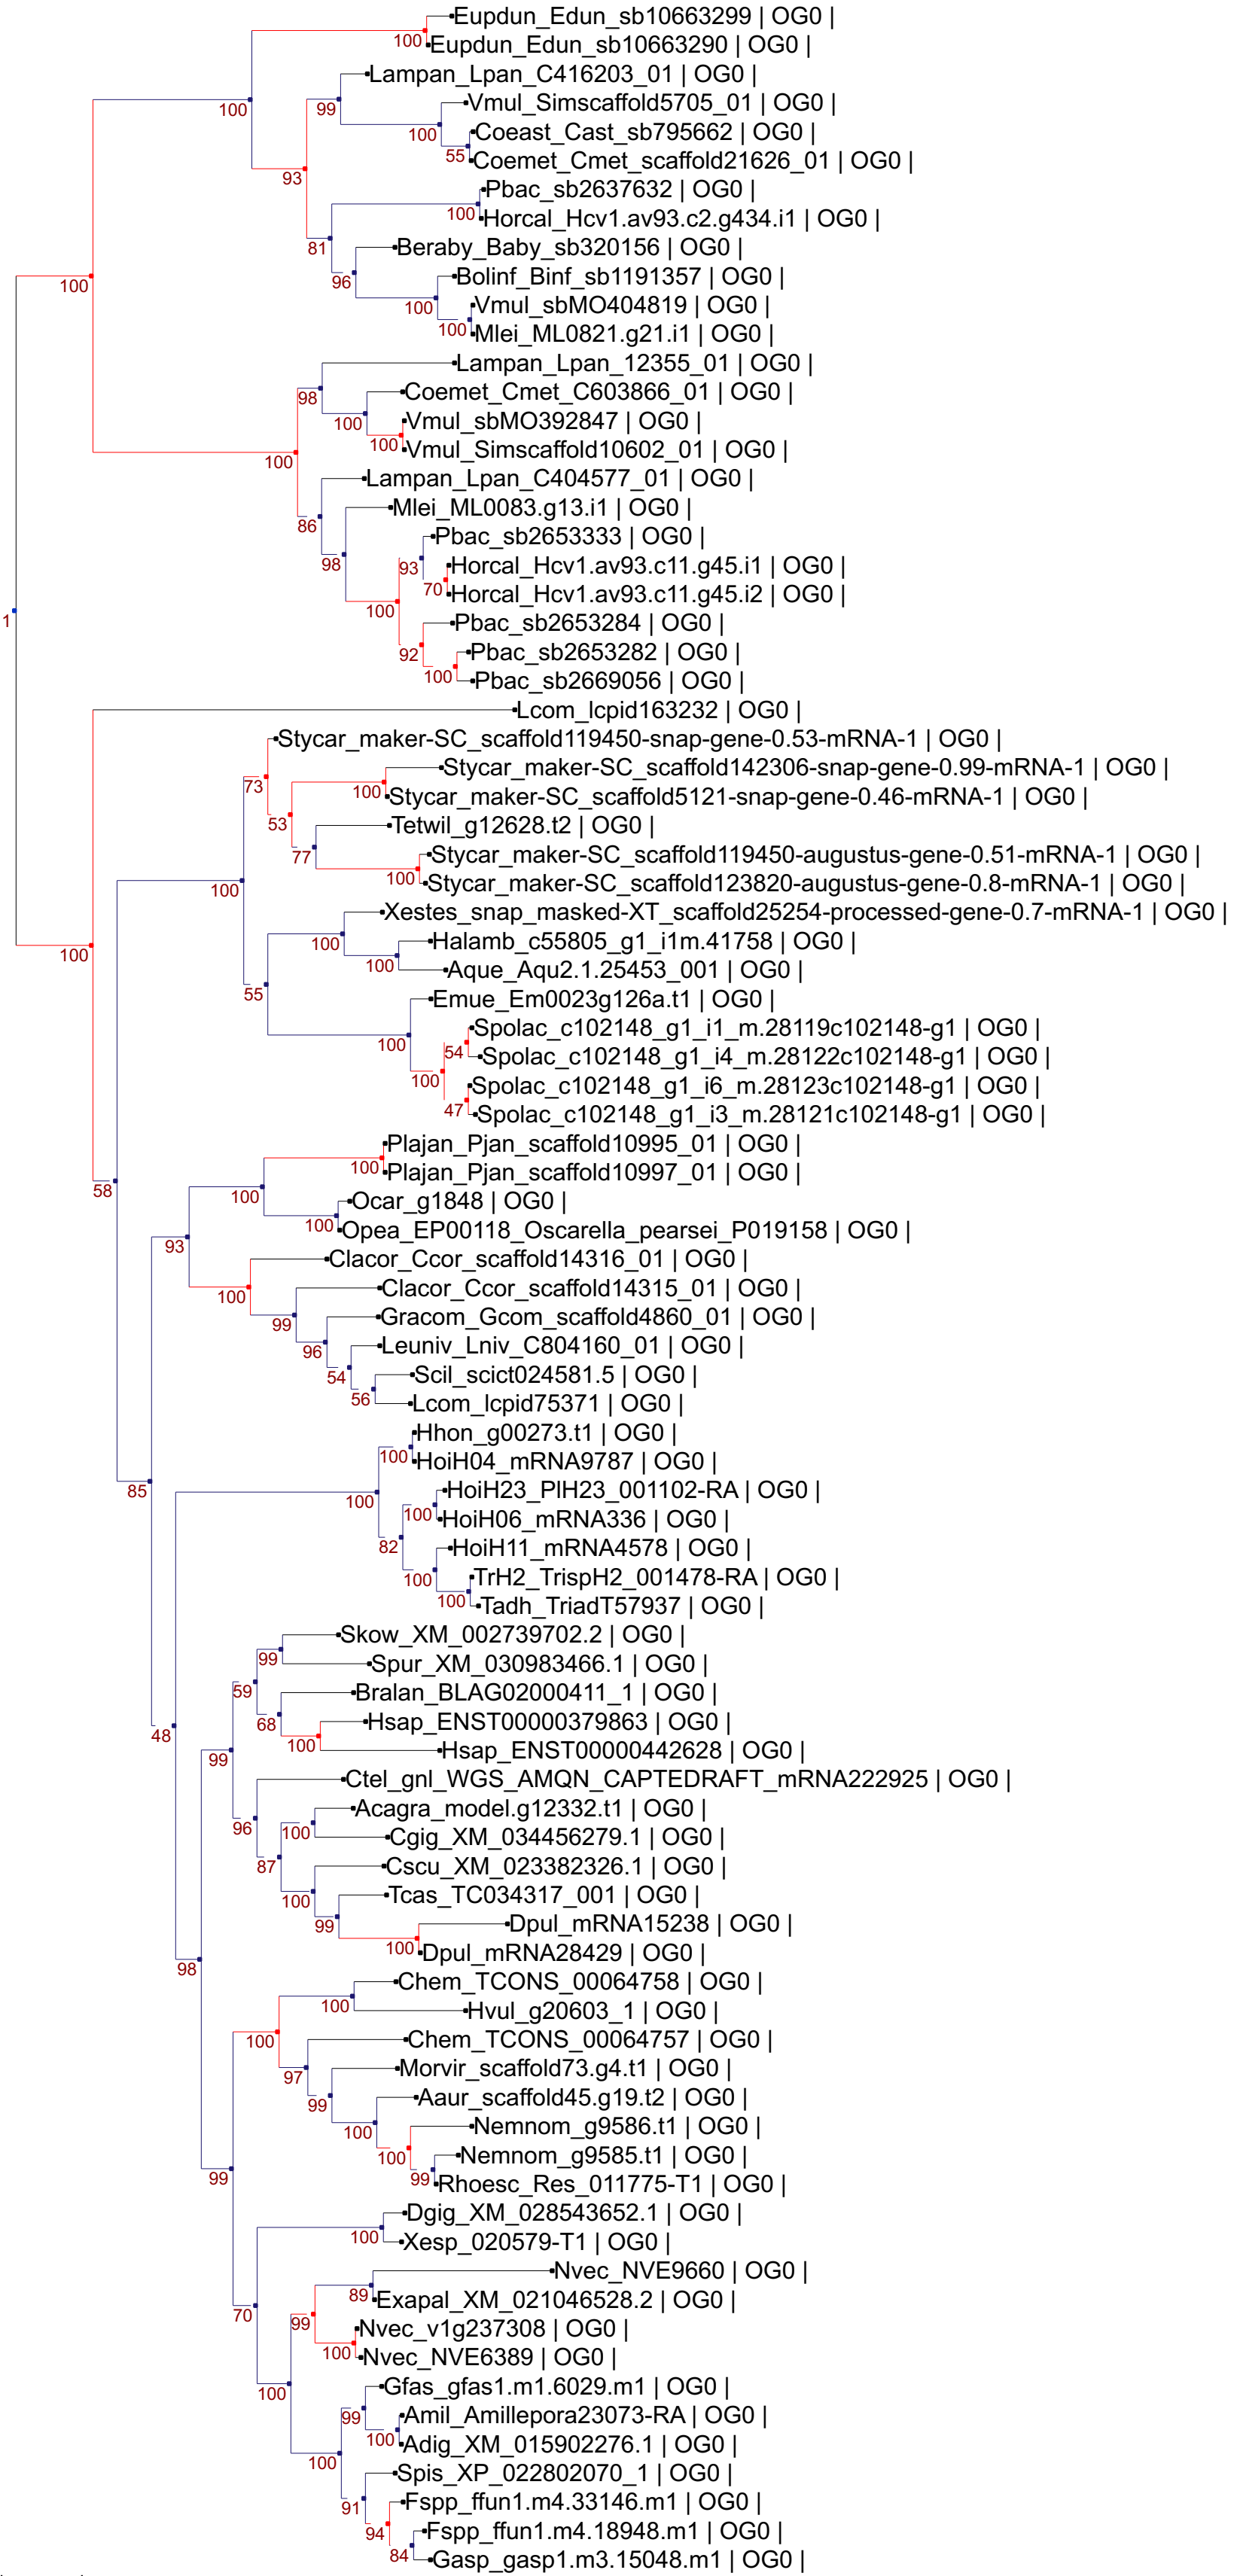 Eupdun_Edun_sb10663299 | OG0 |
100
Eupdun_Edun_sb10663290 | OG0 |
Lampan_Lpan_C416203_01 | OG0 |
100
99
Vmul_Simscaffold5705_01 | OG0 |
100
Coeast_Cast_sb795662 | OG0 |
55
Coemet_Cmet_scaffold21626_01 | OG0 |
93
Pbac_sb2637632 | OG0 |
100
Horcal_Hcv1.av93.c2.g434.i1 | OG0 |
81
Beraby_Baby_sb320156 | OG0 |
96
Bolinf_Binf_sb1191357 | OG0 |
100
100
Vmul_sbMO404819 | OG0 |
100
Mlei_ML0821.g21.i1 | OG0 |
Lampan_Lpan_12355_01 | OG0 |
98
Coemet_Cmet_C603866_01 | OG0 |
100
Vmul_sbMO392847 | OG0 |
100
Vmul_Simscaffold10602_01 | OG0 |
100
Lampan_Lpan_C404577_01 | OG0 |
86
Mlei_ML0083.g13.i1 | OG0 |
Pbac_sb2653333 | OG0 |
98
93
Horcal_Hcv1.av93.c11.g45.i1 | OG0 |
70
Horcal_Hcv1.av93.c11.g45.i2 | OG0 |
100
1
Pbac_sb2653284 | OG0 |
92
Pbac_sb2653282 | OG0 |
100
Pbac_sb2669056 | OG0 |
Lcom_lcpid163232 | OG0 |
Stycar_maker-SC_scaffold119450-snap-gene-0.53-mRNA-1 | OG0 |
73
Stycar_maker-SC_scaffold142306-snap-gene-0.99-mRNA-1 | OG0 |
100
Stycar_maker-SC_scaffold5121-snap-gene-0.46-mRNA-1 | OG0 |
53
Tetwil_g12628.t2 | OG0 |
77
Stycar_maker-SC_scaffold119450-augustus-gene-0.51-mRNA-1 | OG0 |
100
Stycar_maker-SC_scaffold123820-augustus-gene-0.8-mRNA-1 | OG0 |
100
Xestes_snap_masked-XT_scaffold25254-processed-gene-0.7-mRNA-1 | OG0 |
100
Halamb_c55805_g1_i1m.41758 | OG0 |
100
100
Aque_Aqu2.1.25453_001 | OG0 |
55
Emue_Em0023g126a.t1 | OG0 |
100
Spolac_c102148_g1_i1_m.28119c102148-g1 | OG0 |
54
Spolac_c102148_g1_i4_m.28122c102148-g1 | OG0 |
100
Spolac_c102148_g1_i6_m.28123c102148-g1 | OG0 |
47
Spolac_c102148_g1_i3_m.28121c102148-g1 | OG0 |
Plajan_Pjan_scaffold10995_01 | OG0 |
100
Plajan_Pjan_scaffold10997_01 | OG0 |
58
100
Ocar_g1848 | OG0 |
100
Opea_EP00118_Oscarella_pearsei_P019158 | OG0 |
93
Clacor_Ccor_scaffold14316_01 | OG0 |
100
Clacor_Ccor_scaffold14315_01 | OG0 |
99
Gracom_Gcom_scaffold4860_01 | OG0 |
96
Leuniv_Lniv_C804160_01 | OG0 |
54
Scil_scict024581.5 | OG0 |
56
Lcom_lcpid75371 | OG0 |
Hhon_g00273.t1 | OG0 |
100
HoiH04_mRNA9787 | OG0 |
85
100
HoiH23_PIH23_001102-RA | OG0 |
100
HoiH06_mRNA336 | OG0 |
82
HoiH11_mRNA4578 | OG0 |
100
TrH2_TrispH2_001478-RA | OG0 |
100
Tadh_TriadT57937 | OG0 |
Skow_XM_002739702.2 | OG0 |
99
Spur_XM_030983466.1 | OG0 |
59
Bralan_BLAG02000411_1 | OG0 |
68
Hsap_ENST00000379863 | OG0 |
48
100
Hsap_ENST00000442628 | OG0 |
99
Ctel_gnl_WGS_AMQN_CAPTEDRAFT_mRNA222925 | OG0 |
96
Acagra_model.g12332.t1 | OG0 |
100
Cgig_XM_034456279.1 | OG0 |
87
Cscu_XM_023382326.1 | OG0 |
100
Tcas_TC034317_001 | OG0 |
99
Dpul_mRNA15238 | OG0 |
100
Dpul_mRNA28429 | OG0 |
98
Chem_TCONS_00064758 | OG0 |
100
Hvul_g20603_1 | OG0 |
100
Chem_TCONS_00064757 | OG0 |
97
Morvir_scaffold73.g4.t1 | OG0 |
99
Aaur_scaffold45.g19.t2 | OG0 |
100
Nemnom_g9586.t1 | OG0 |
100
Nemnom_g9585.t1 | OG0 |
99
99
Rhoesc_Res_011775-T1 | OG0 |
Dgig_XM_028543652.1 | OG0 |
100
Xesp_020579-T1 | OG0 |
Nvec_NVE9660 | OG0 |
89
Exapal_XM_021046528.2 | OG0 |
70
99
Nvec_v1g237308 | OG0 |
100
Nvec_NVE6389 | OG0 |
100
Gfas_gfas1.m1.6029.m1 | OG0 |
99
Amil_Amillepora23073-RA | OG0 |
100
Adig_XM_015902276.1 | OG0 |
100
Spis_XP_022802070_1 | OG0 |
91
Fspp_ffun1.m4.33146.m1 | OG0 |
94
Fspp_ffun1.m4.18948.m1 | OG0 |
84
Gasp_gasp1.m3.15048.m1 | OG0 |